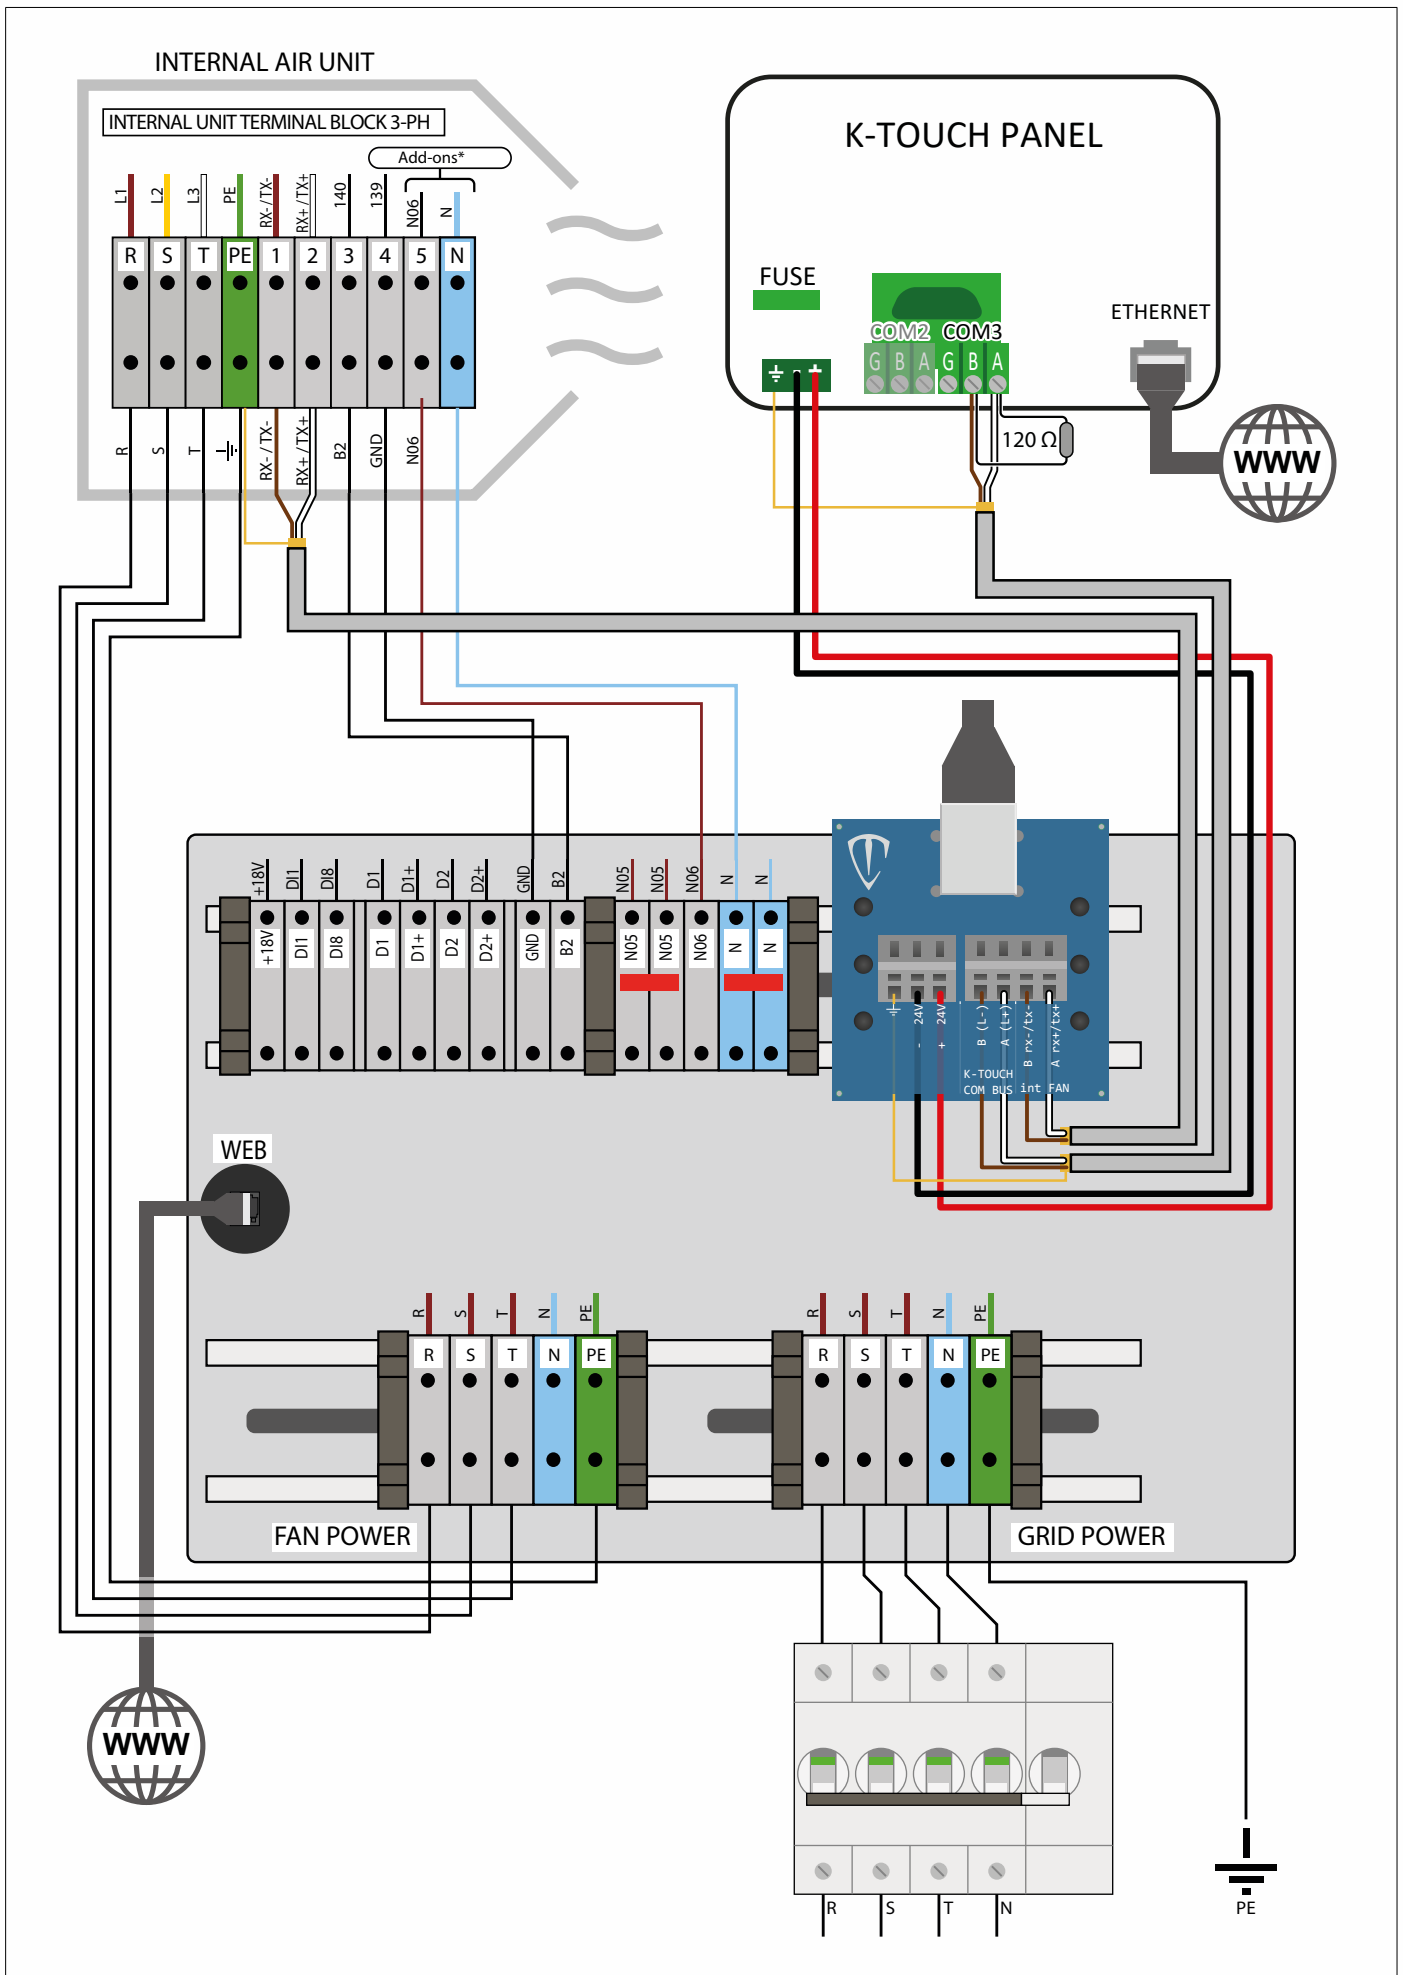 INTERNAL AIR UNIT
INTERNAL UNIT TERMINAL BLOCK 3-PH
Add-ons*
L1
L2
L3
PE
RX- / TX-
RX+ / TX+
140
139
N06
N
R S T PE 1 2 3 4 5 N
R
S
T
RX- / TX-
RX+ / TX+
B2
GND
N06
K-TOUCH PANEL
FUSE
COM2 COM3
G B A G B A
- +
ETHERNET
120 Ω
WWW
+18V
DI1
DI8
D1
D1+
D2
D2+
GND
B2
N05
N05
N06
N
N
+18V
DI1
DI8
D1
D1+
D2
D2+
GND
B2
N05
N05
N06
N
N
- 24V
+ 24V
B (L-)
A (L+)
B rx-/tx-
A rx+/tx+
K-TOUCH
COM BUS int FAN
WEB
R
S
T
N
PE
R S T N PE
FAN POWER
R
S
T
N
PE
R S T N PE
GRID POWER
WWW
R S T N
PE